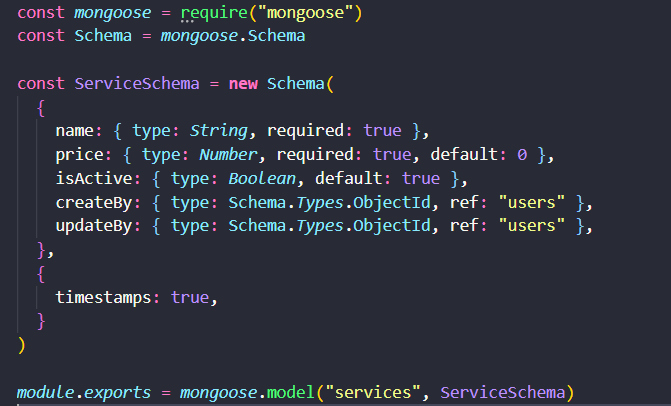 const mongoose = require("mongoose")
const Schema = mongoose.Schema
const ServiceSchema = new Schema(
{
name: { type: String, required: true },
price: { type: Number, required: true, default: 0 },
isActive: { type: Boolean, default: true },
createBy: { type: Schema.Types.ObjectId, ref: "users" },
updateBy: { type: Schema.Types.ObjectId, ref: "users" },
},
{
timestamps: true,
}
)
module.exports = mongoose.model("services", ServiceSchema)